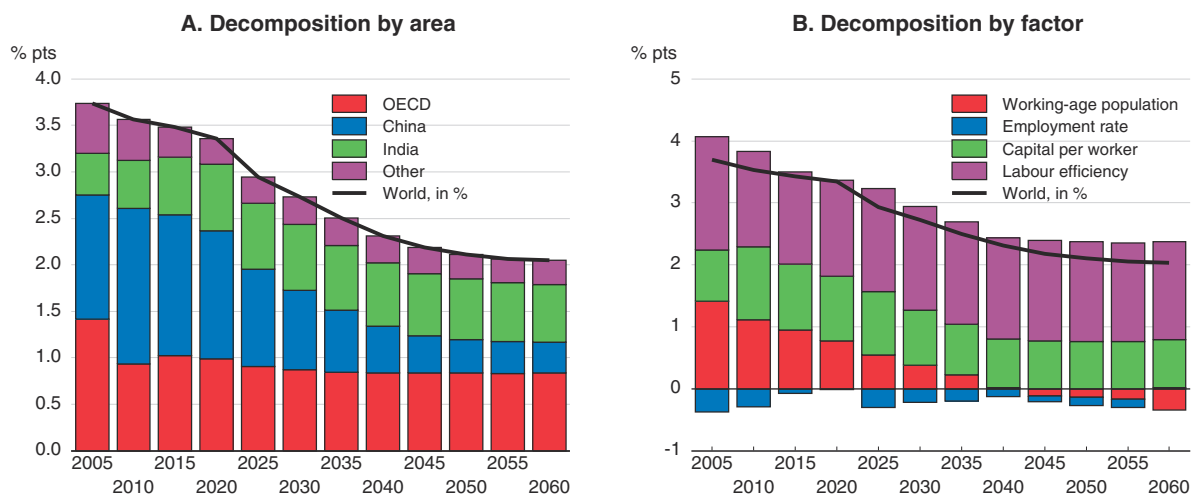 A. Decomposition by area
% pts
4.0
3.5
3.0
2.5
2.0
1.5
1.0
0.5
0.0
OECD
China
India
Other
World, in %
2005 2015 2025 2035 2045 2055
2010 2020 2030 2040 2050 2060
B. Decomposition by factor
% pts
5
4
3
2
1
0
-1
Working-age population
Employment rate
Capital per worker
Labour efficiency
World, in %
2005 2015 2025 2035 2045 2055
2010 2020 2030 2040 2050 2060